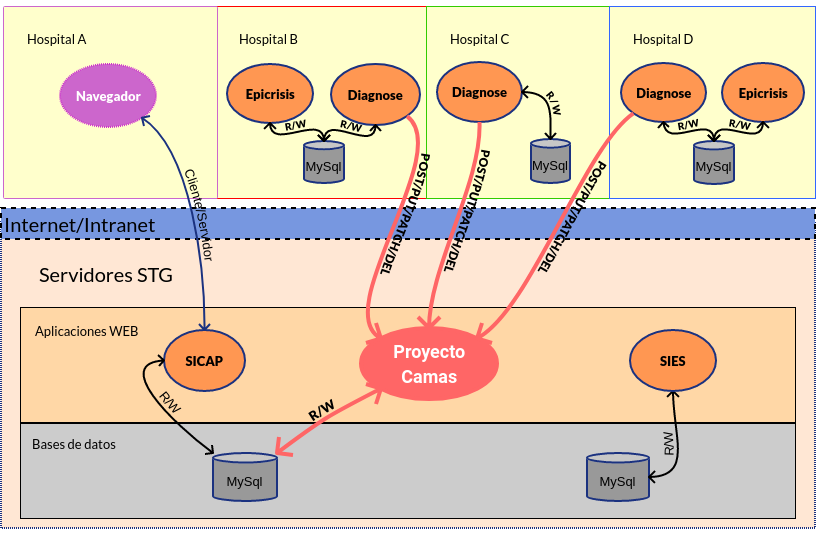 Hospital A
Hospital B
Hospital C
Hospital D
Navegador
Epicrisis
Diagnose
R/W
R/W
MySql
Diagnose
R/W
MySql
Diagnose
Epicrisis
R/W
R/W
MySql
Cliente/Servidor
POST/PUT/PATCH/DEL
POST/PUT/PATCH/DEL
POST/PUT/PATCH/DEL
Internet/Intranet
Servidores STG
Aplicaciones WEB
SICAP
Proyecto
Camas
SIES
R/W
R/W
R/W
Bases de datos
MySql
MySql